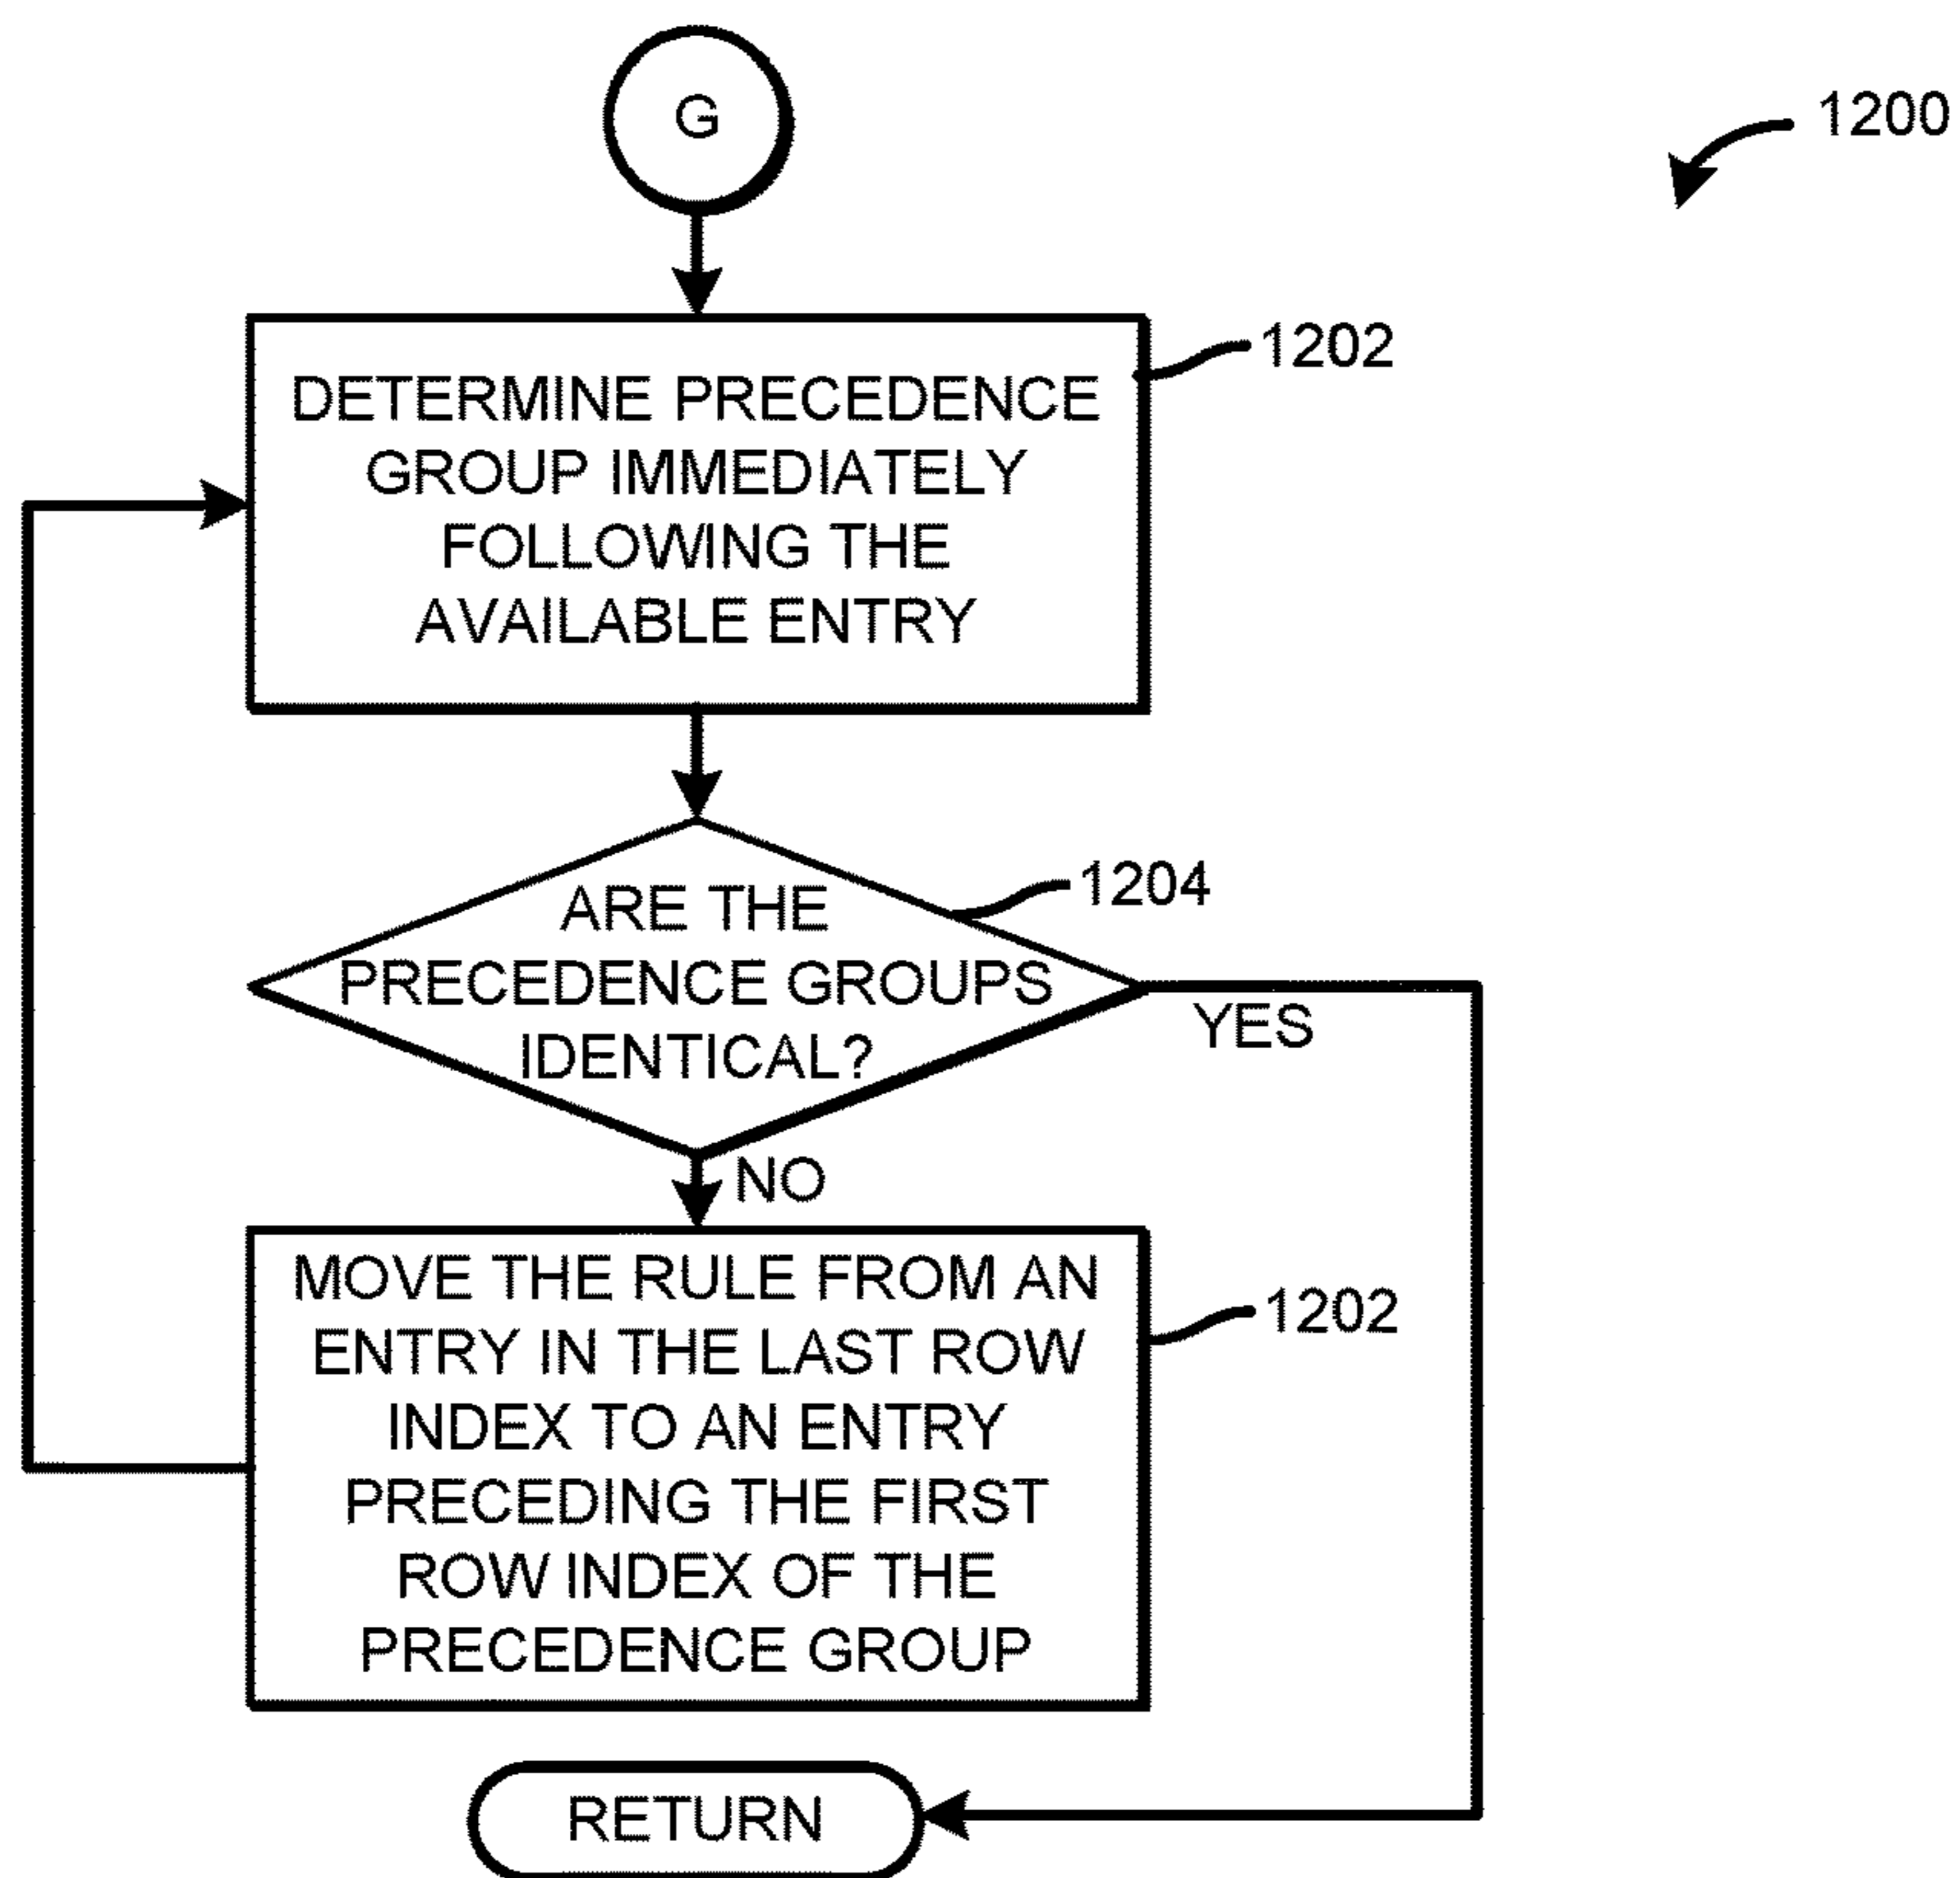 G
1200
1202
DETERMINE PRECEDENCE
GROUP IMMEDIATELY
FOLLOWING THE
AVAILABLE ENTRY
1204
ARE THE
PRECEDENCE GROUPS
IDENTICAL?
YES
NO
1202
MOVE THE RULE FROM AN
ENTRY IN THE LAST ROW
INDEX TO AN ENTRY
PRECEDING THE FIRST
ROW INDEX OF THE
PRECEDENCE GROUP
RETURN